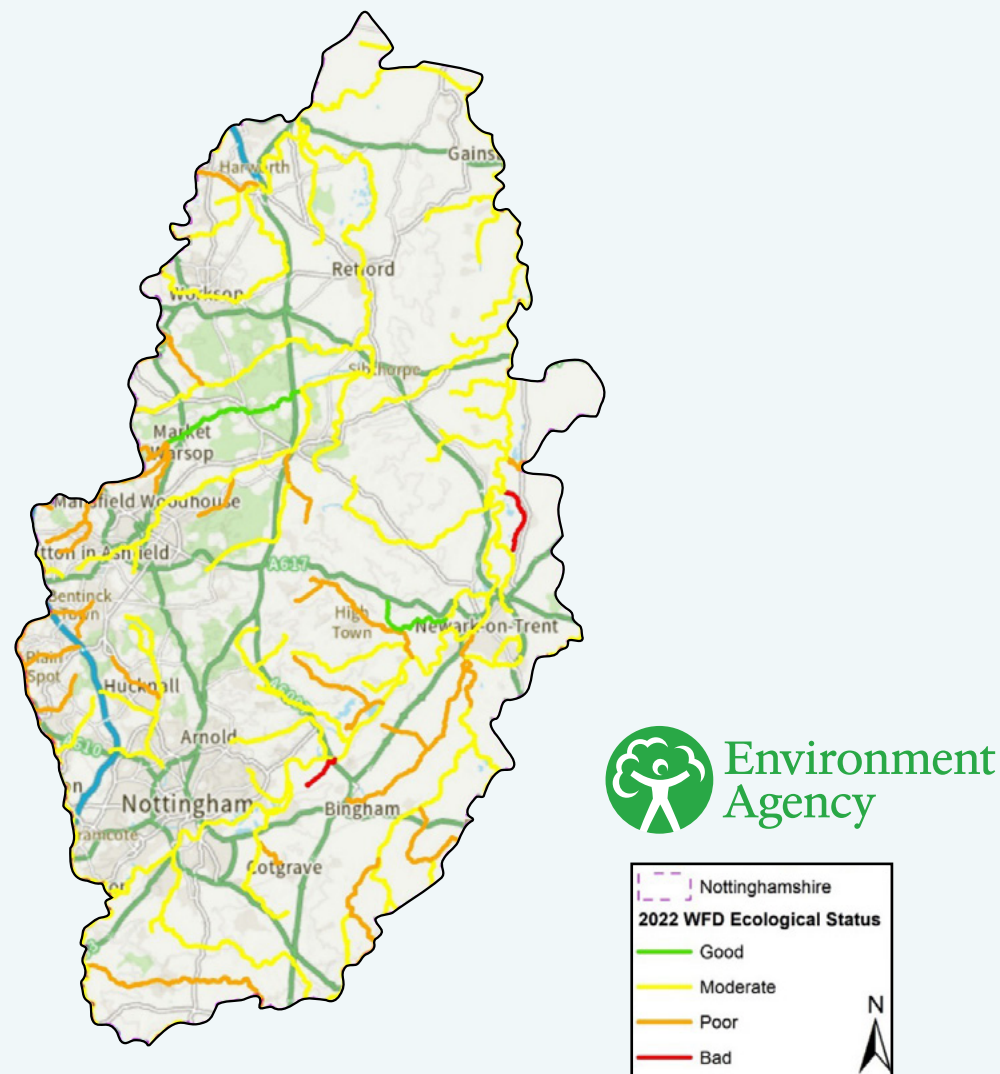 Gains
Harworth
Retford
Worksop
Sibthorpe
Market
Warsop
Mansfield Woodhouse
tton in Ashfield
A617
Bentinck
Town
High
Town
Newark-on-Trent
Plain
Spot
Hucknall
A610
Arnold
Nottingham
Bingham
Cotgrave
Environment
Agency
Nottinghamshire
2022 WFD Ecological Status
Good
Moderate
Poor
Bad
N